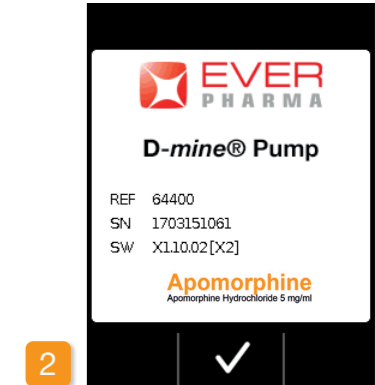 EVER
PHARMA
D-mine® Pump
REF 64400
SN 1703151061
SW X1.10.02[X2]
Apomorphine
Apomorphine Hydrochloride 5 mg/ml
2